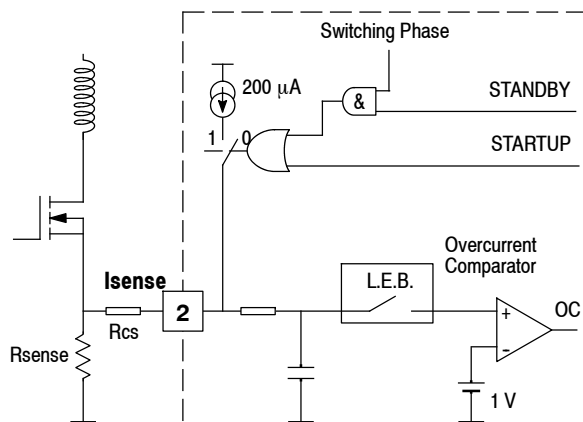 Switching Phase
200 µA
&
STANDBY
1 0
STARTUP
Overcurrent
Comparator
Isense
L.E.B.
2
+
OC
Rcs
Rsense
-
1 V